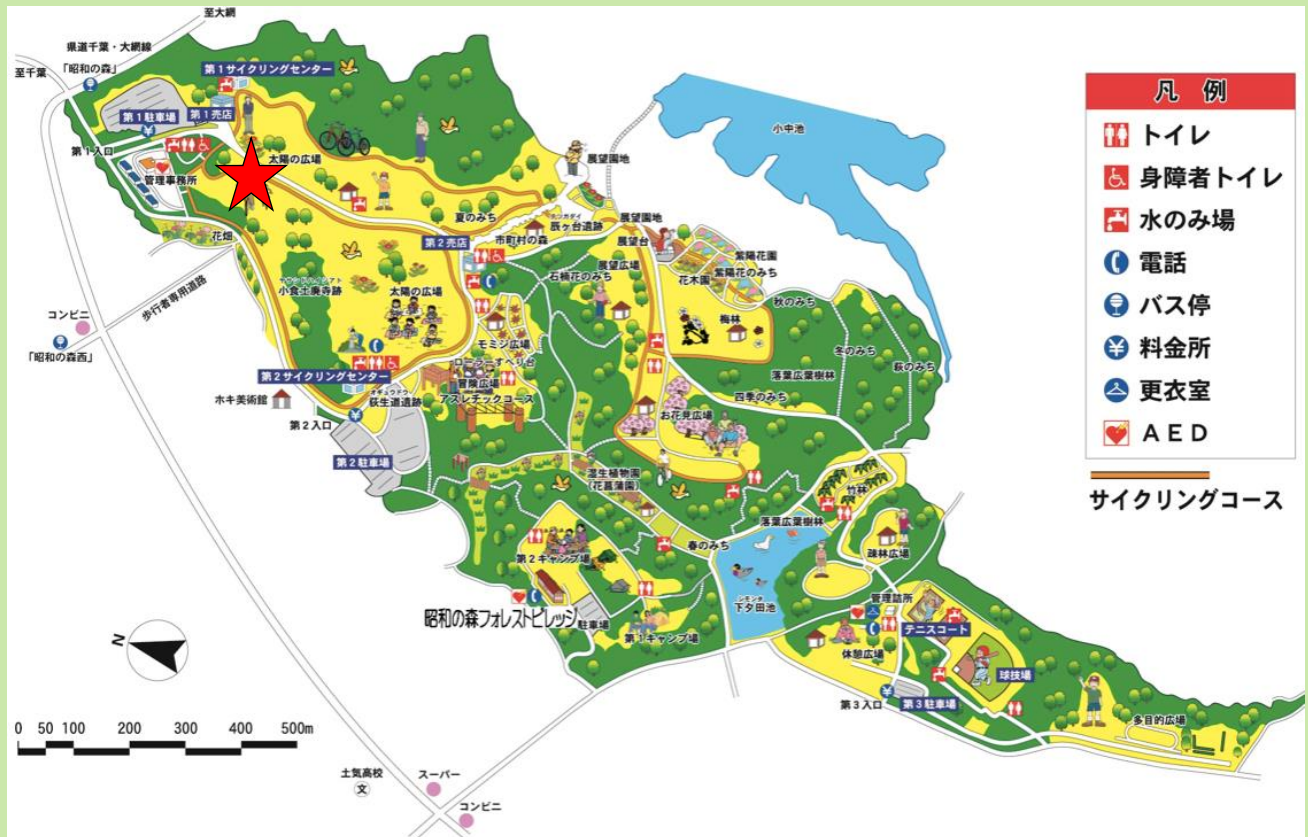 至大網
県道千葉・大網線
至千葉
「昭和の森」
第1サイクリングセンター
第1駐車場
第1売店
第1入口
太陽の広場
管理事務所
花畑
歩行者専用道路
コンビニ
「昭和の森西」
小中池
展望園地
夏のみち
タツガダイ
辰ヶ台遺跡
市町村の森
第2売店
展望園地
展望台
展望広場
石楠花のみち
紫陽花園
紫陽花のみち
花木園
梅林
秋のみち
冬のみち
萩のみち
落葉広葉樹林
四季のみち
小食土廃寺跡
太陽の広場
モミジ広場
ローラーすべり台
冒険広場
アスレチックコース
第2サイクリングセンター
オギュウドウ
荻生道遺跡
ホキ美術館
第2入口
第2駐車場
お花見広場
湿生植物園
(花菖蒲園)
竹林
落葉広葉樹林
春のみち
疎林広場
第2キャンプ場
昭和の森フォレストビレッジ
駐車場
第1キャンプ場
シモンタ
下夕田池
管理詰所
テニスコート
休憩広場
球技場
第3入口
第3駐車場
多目的広場
N
0 50 100 200 300 400 500m
土気高校
文
スーパー
コンビニ
凡例
トイレ
身障者トイレ
水のみ場
電話
バス停
¥ 料金所
更衣室
AED
サイクリングコース